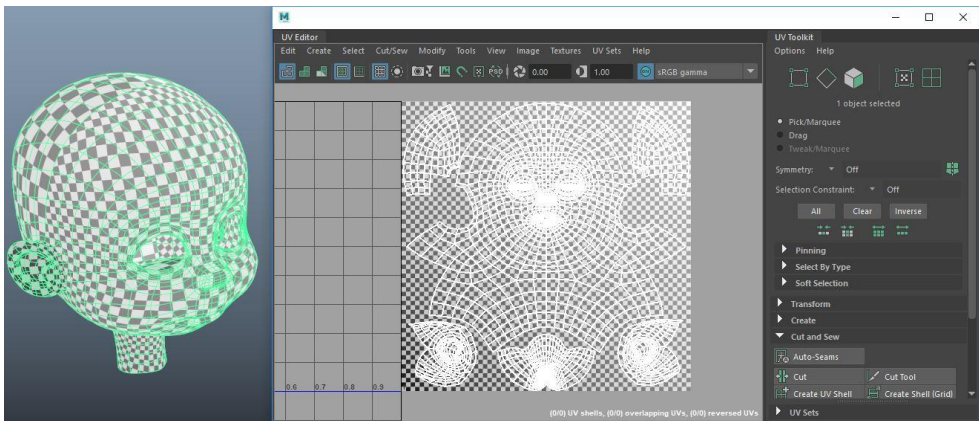 UV Editor
Edit Create Select Cut/Sew Modify Tools View Image Textures UV Sets Help
0.00 1.00 sRGB gamma
0.6 0.7 0.8 0.9
(0/0) UV shells, (0/0) overlapping UVs, (0/0) reversed UVs
UV Toolkit
Options Help
1 object selected
Pick/Marquee
Drag
Tweak/Marquee
Symmetry: Off
Selection Constraint: Off
All Clear Inverse
Pinning
Select By Type
Soft Selection
Transform
Create
Cut and Sew
Auto-Seams
Cut Cut Tool
Create UV Shell Create Shell (Grid)
UV Sets